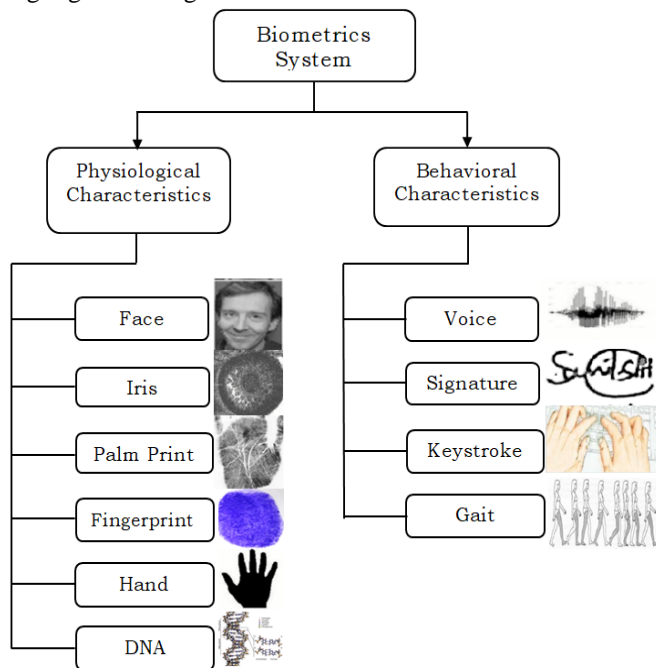 Biometrics
System
Physiological
Characteristics
Behavioral
Characteristics
Face
Iris
Palm Print
Fingerprint
Hand
DNA
Voice
Signature
Keystroke
Gait